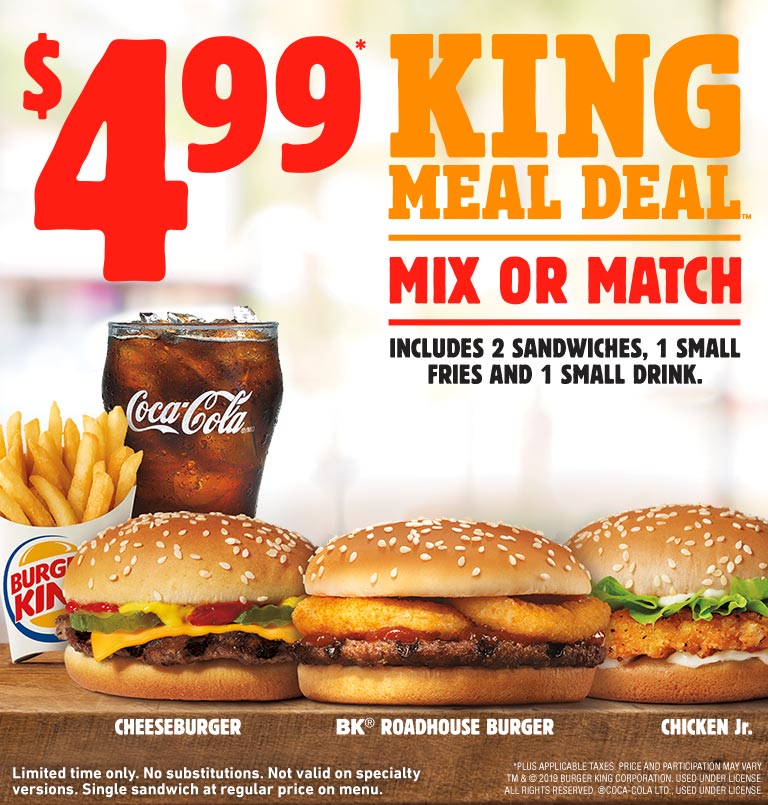 $4.99*
KING
MEAL DEAL™
MIX OR MATCH
INCLUDES 2 SANDWICHES, 1 SMALL
FRIES AND 1 SMALL DRINK.
Coca-Cola
BURG
KIN
CHEESEBURGER
BK® ROADHOUSE BURGER
CHICKEN Jr.
Limited time only. No substitutions. Not valid on specialty
versions. Single sandwich at regular price on menu.
*PLUS APPLICABLE TAXES. PRICE AND PARTICIPATION MAY VARY.
TM & © 2019 BURGER KING CORPORATION. USED UNDER LICENSE.
ALL RIGHTS RESERVED. ®COCA-COLA LTD., USED UNDER LICENSE.